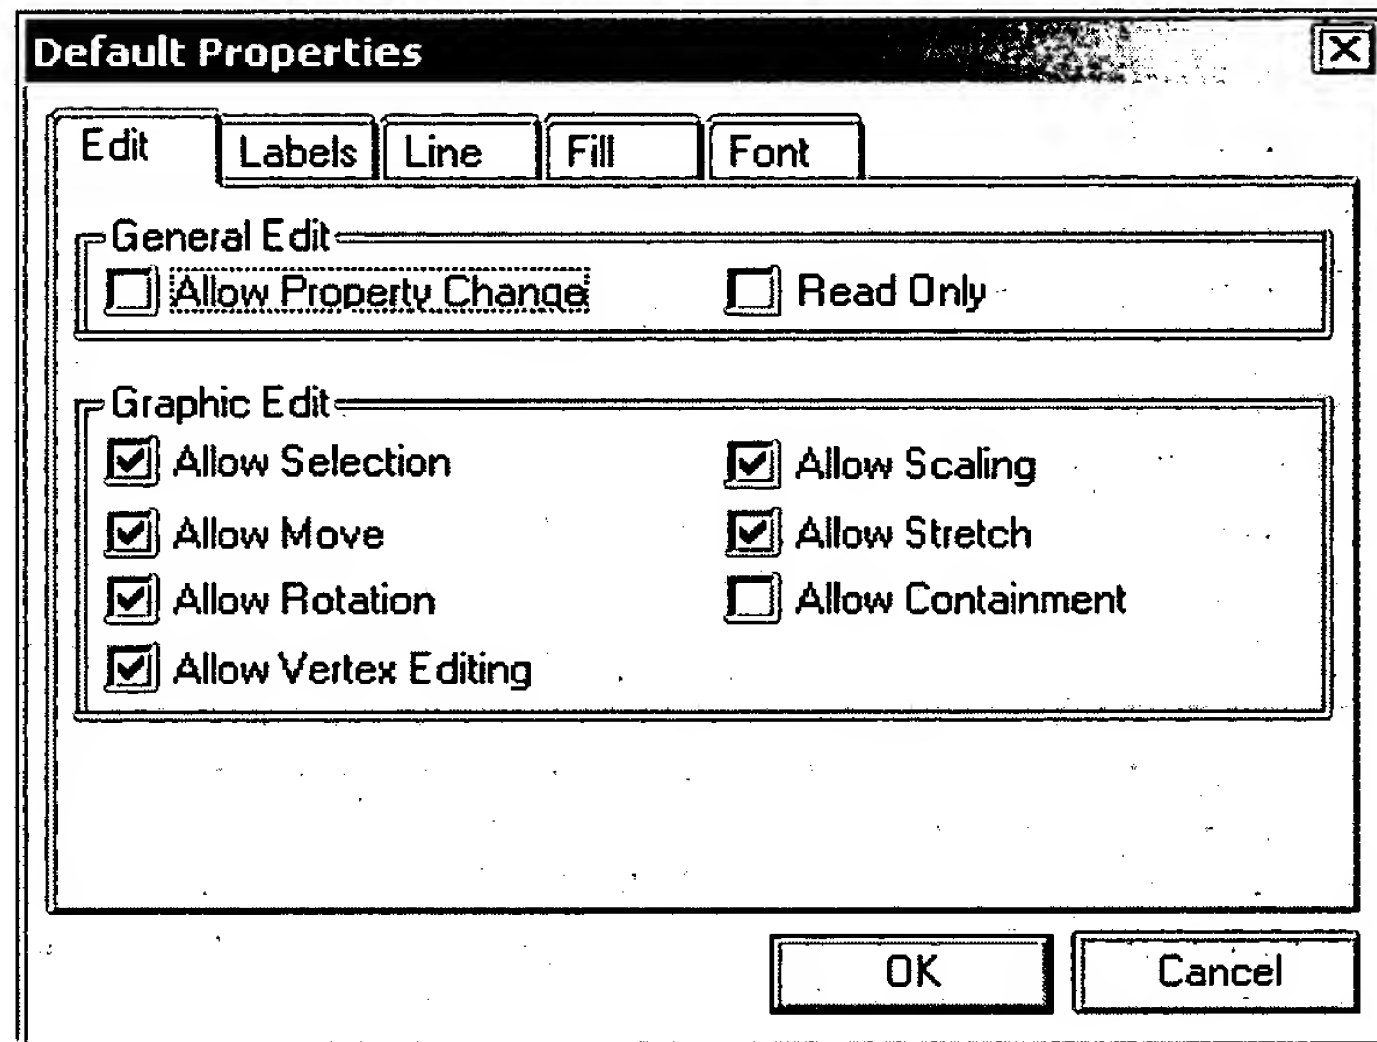 Default Properties
Edit Labels Line Fill Font
General Edit
Allow Property Change Read Only
Graphic Edit
Allow Selection Allow Scaling
Allow Move Allow Stretch
Allow Rotation Allow Containment
Allow Vertex Editing
OK Cancel